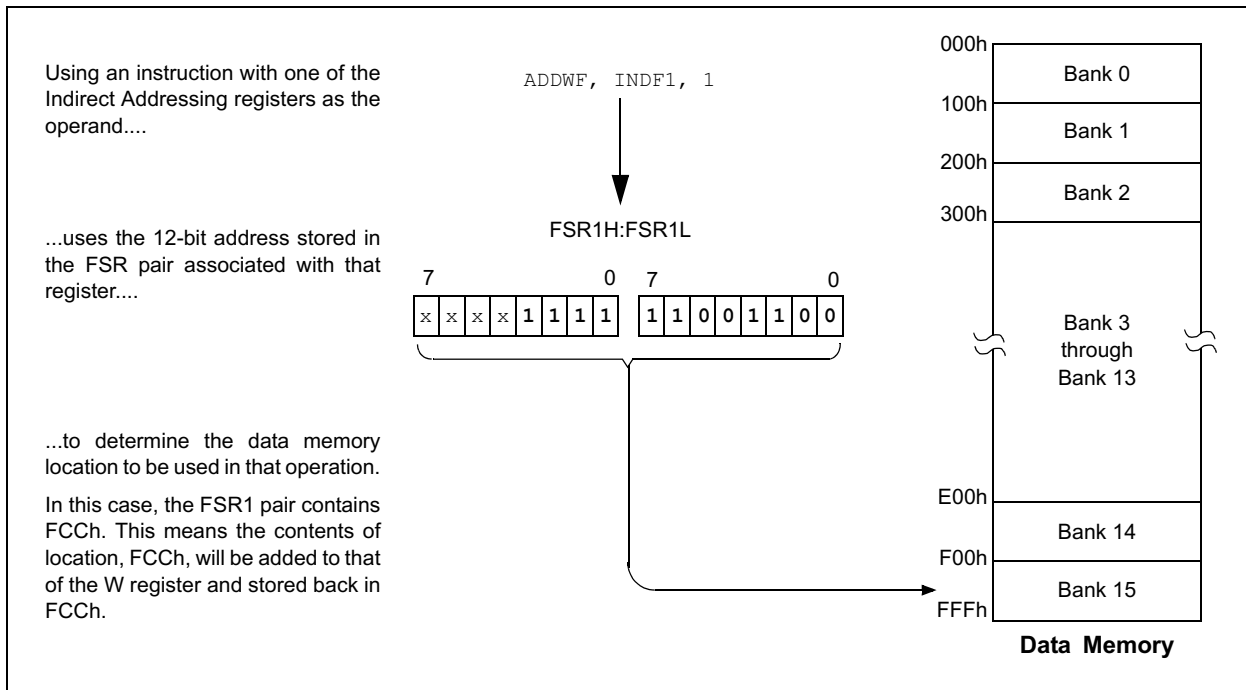 Using an instruction with one of the
Indirect Addressing registers as the
operand....
ADDWF, INDF1, 1
...uses the 12-bit address stored in
the FSR pair associated with that
register....
FSR1H:FSR1L
7 0 7 0
x x x x 1 1 1 1 1 1 0 0 1 1 0 0
...to determine the data memory
location to be used in that operation.
In this case, the FSR1 pair contains
FCCh. This means the contents of
location, FCCh, will be added to that
of the W register and stored back in
FCCh.
000h
Bank 0
100h
Bank 1
200h
Bank 2
300h
Bank 3
through
Bank 13
E00h
Bank 14
F00h
Bank 15
FFFh
Data Memory